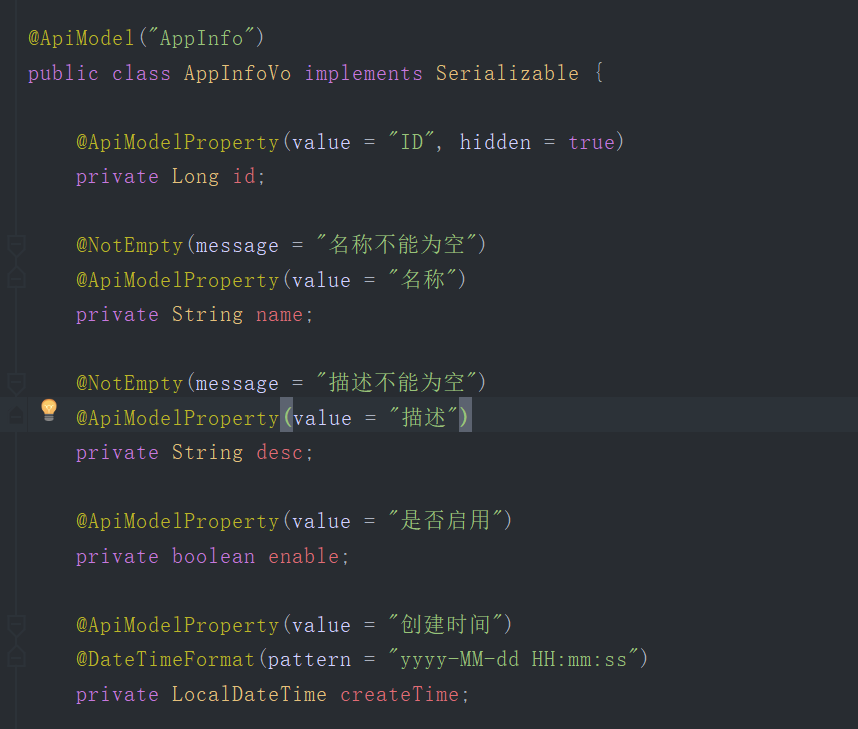 @ApiModel("AppInfo")
public class AppInfoVo implements Serializable {
@ApiModelProperty(value = "ID", hidden = true)
private Long id;
@NotEmpty(message = "名称不能为空")
@ApiModelProperty(value = "名称")
private String name;
@NotEmpty(message = "描述不能为空")
@ApiModelProperty(value = "描述")
private String desc;
@ApiModelProperty(value = "是否启用")
private boolean enable;
@ApiModelProperty(value = "创建时间")
@DateTimeFormat(pattern = "yyyy-MM-dd HH:mm:ss")
private LocalDateTime createTime;